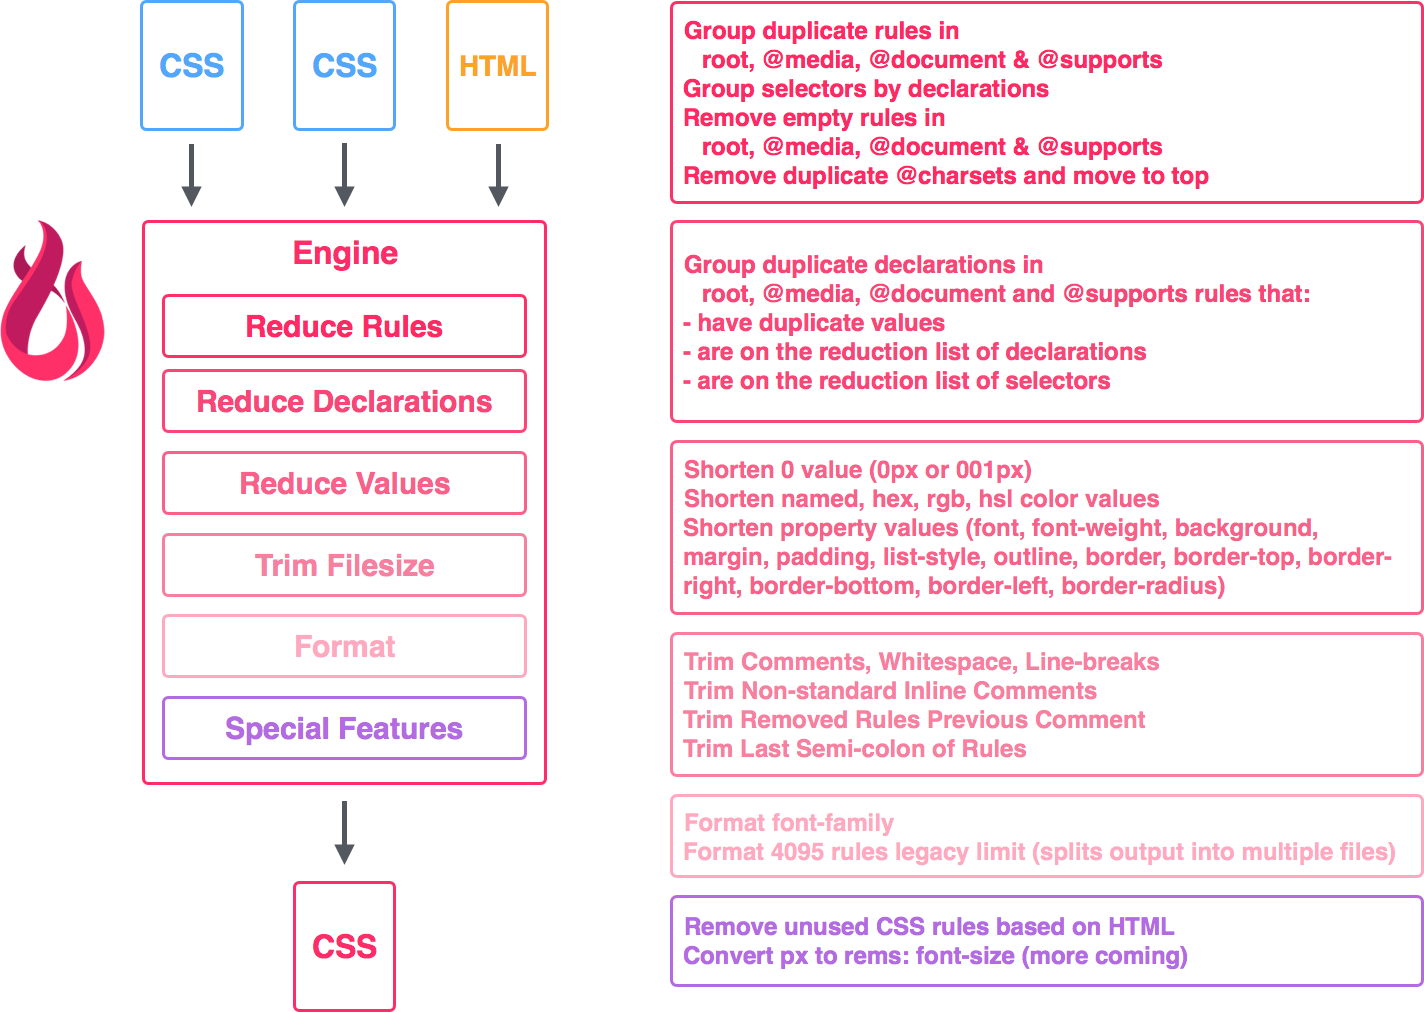 CSS
CSS
HTML
Engine
Reduce Rules
Reduce Declarations
Reduce Values
Trim Filesize
Format
Special Features
CSS
Group duplicate rules in
root, @media, @document & @supports
Group selectors by declarations
Remove empty rules in
root, @media, @document & @supports
Remove duplicate @charsets and move to top
Group duplicate declarations in
root, @media, @document and @supports rules that:
- have duplicate values
- are on the reduction list of declarations
- are on the reduction list of selectors
Shorten 0 value (0px or 001px)
Shorten named, hex, rgb, hsl color values
Shorten property values (font, font-weight, background,
margin, padding, list-style, outline, border, border-top, border-
right, border-bottom, border-left, border-radius)
Trim Comments, Whitespace, Line-breaks
Trim Non-standard Inline Comments
Trim Removed Rules Previous Comment
Trim Last Semi-colon of Rules
Format font-family
Format 4095 rules legacy limit (splits output into multiple files)
Remove unused CSS rules based on HTML
Convert px to rems: font-size (more coming)